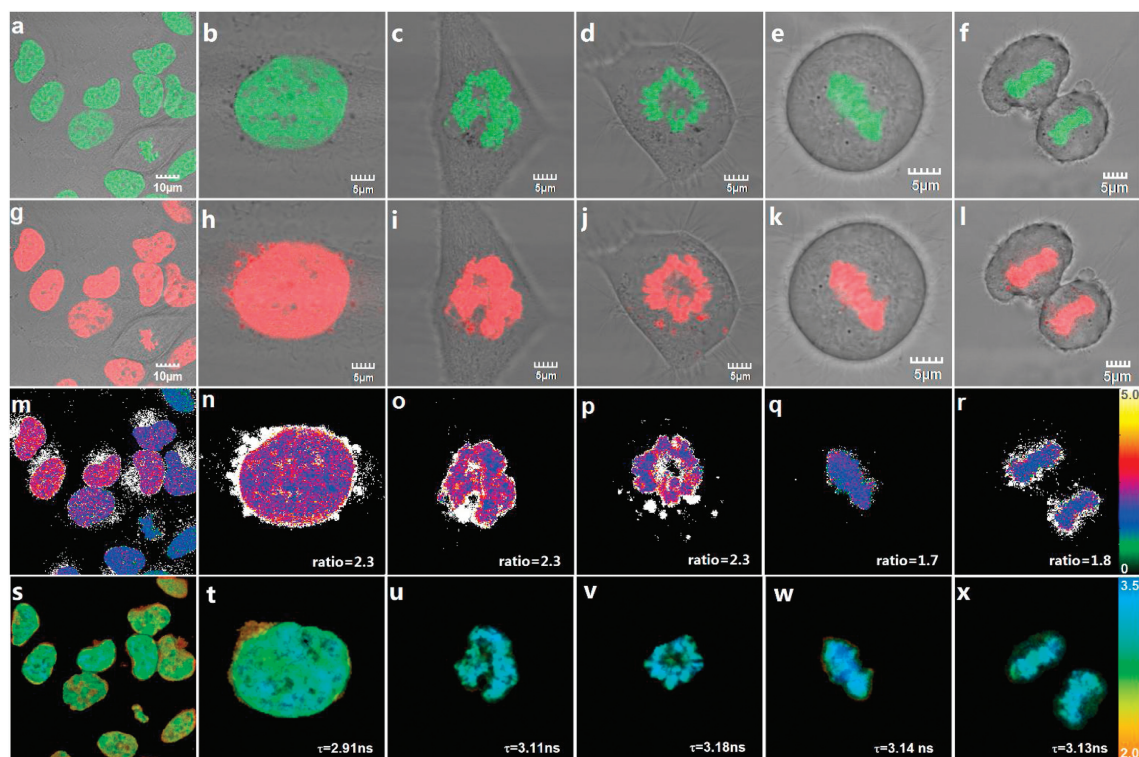 a b c d e f
10μm 5μm 5μm 5μm 5μm 5μm
g h i j k l
10μm 5μm 5μm 5μm 5μm 5μm
m n o p q r 5.0
ratio=2.3 ratio=2.3 ratio=2.3 ratio=1.7 ratio=1.8 0
s t u v w x 3.5
τ=2.91ns τ=3.11ns τ=3.18ns τ=3.14 ns τ=3.13ns 2.0